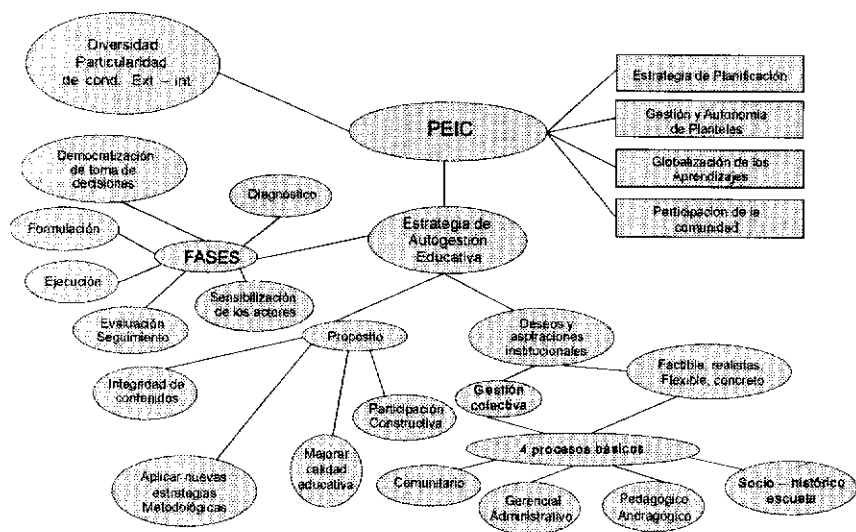 Diversidad
Particularidad
de cond. Ext – int
PEIC
Estrategia de Planificación
Gestión y Autonomía
de Planteles
Globalización de los
Aprendizajes
Participación de la
comunidad
Democratización
de toma de
decisiones
Diagnóstico
Formulación
FASES
Estrategia de
Autogestión
Educativa
Ejecución
Sensibilización
de los actores
Evaluación
Seguimiento
Propósito
Deseos y
aspiraciones
institucionales
Factible, realistas,
Flexible, concreto
Integridad de
contenidos
Gestión
colectiva
Participación
Constructiva
4 procesos básicos
Mejorar
calidad
educativa
Aplicar nuevas
estrategias
Metodológicas
Comunitario
Gerencial
Administrativo
Pedagógico
Andragógico
Socio – histórico
escuela